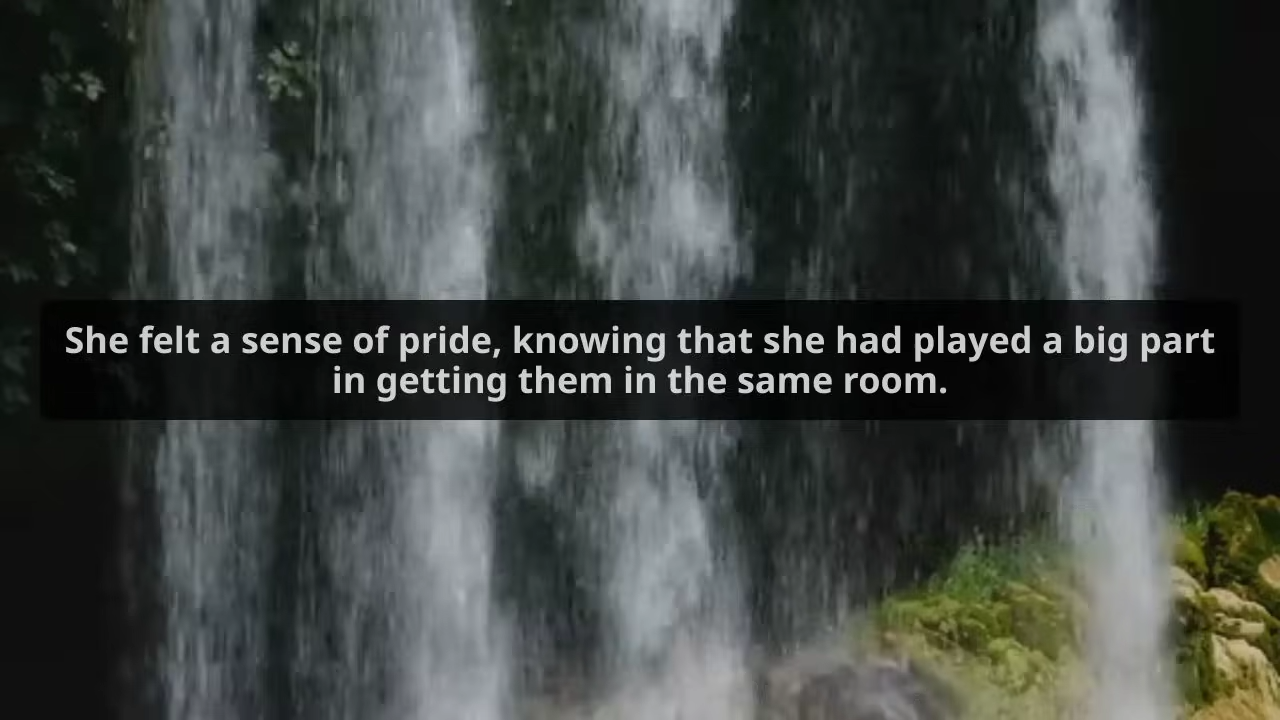 She felt a sense of pride, knowing that she had played a big part
in getting them in the same room.